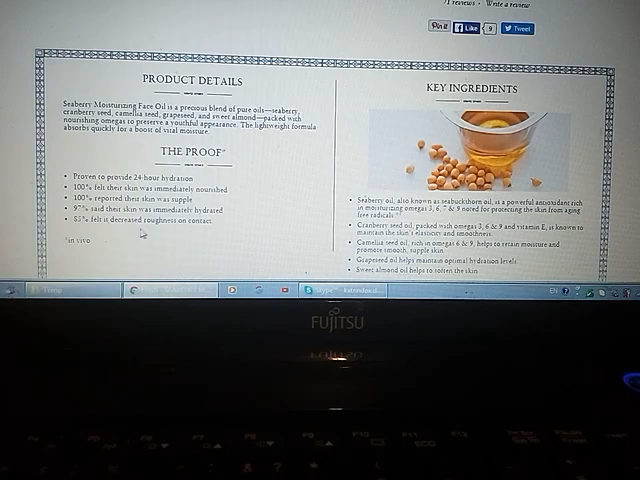 71 reviews • Write a review
Pin it
Like
9
Tweet
PRODUCT DETAILS
Seaberry Moisturizing Face Oil is a precious blend of pure oils—seaberry,
cranberry seed, camellia seed, grapeseed, and sweet almond—packed with
nourishing omegas to preserve a youthful appearance. The lightweight formula
absorbs quickly for a boost of vital moisture.
THE PROOF*
• Proven to provide 24-hour hydration
• 100% felt their skin was immediately nourished
• 100% reported their skin was supple
• 97% said their skin was immediately hydrated
• 85% felt it decreased roughness on contact
*in vivo
KEY INGREDIENTS
• Seaberry oil, also known as seabuckthorn oil, is a powerful antioxidant rich
in moisturizing omegas 3, 6, 7 & 9 noted for protecting the skin from aging
free radicals
• Cranberry seed oil, packed with omegas 3, 6 & 9 and vitamin E, is known to
maintain the skin's elasticity and smoothness
• Camellia seed oil, rich in omegas 6 & 9, helps to retain moisture and
promote smooth, supple skin
• Grapeseed oil helps maintain optimal hydration levels
• Sweet almond oil helps to soften the skin
Temp
EN
FUJITSU